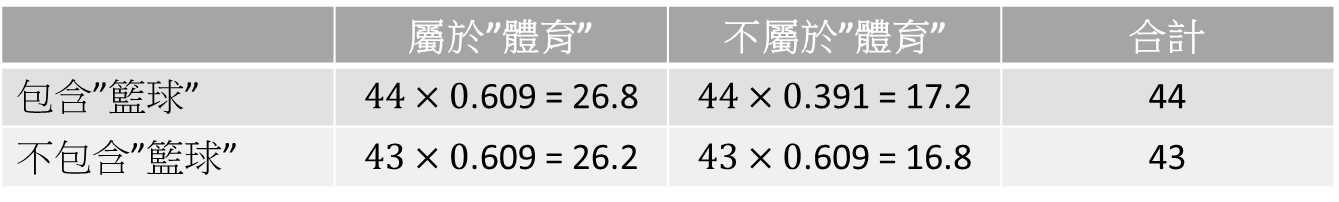 屬於”體育” 不屬於”體育” 合計
包含”籃球” 44 × 0.609 = 26.8 44 × 0.391 = 17.2 44
不包含”籃球” 43 × 0.609 = 26.2 43 × 0.609 = 16.8 43